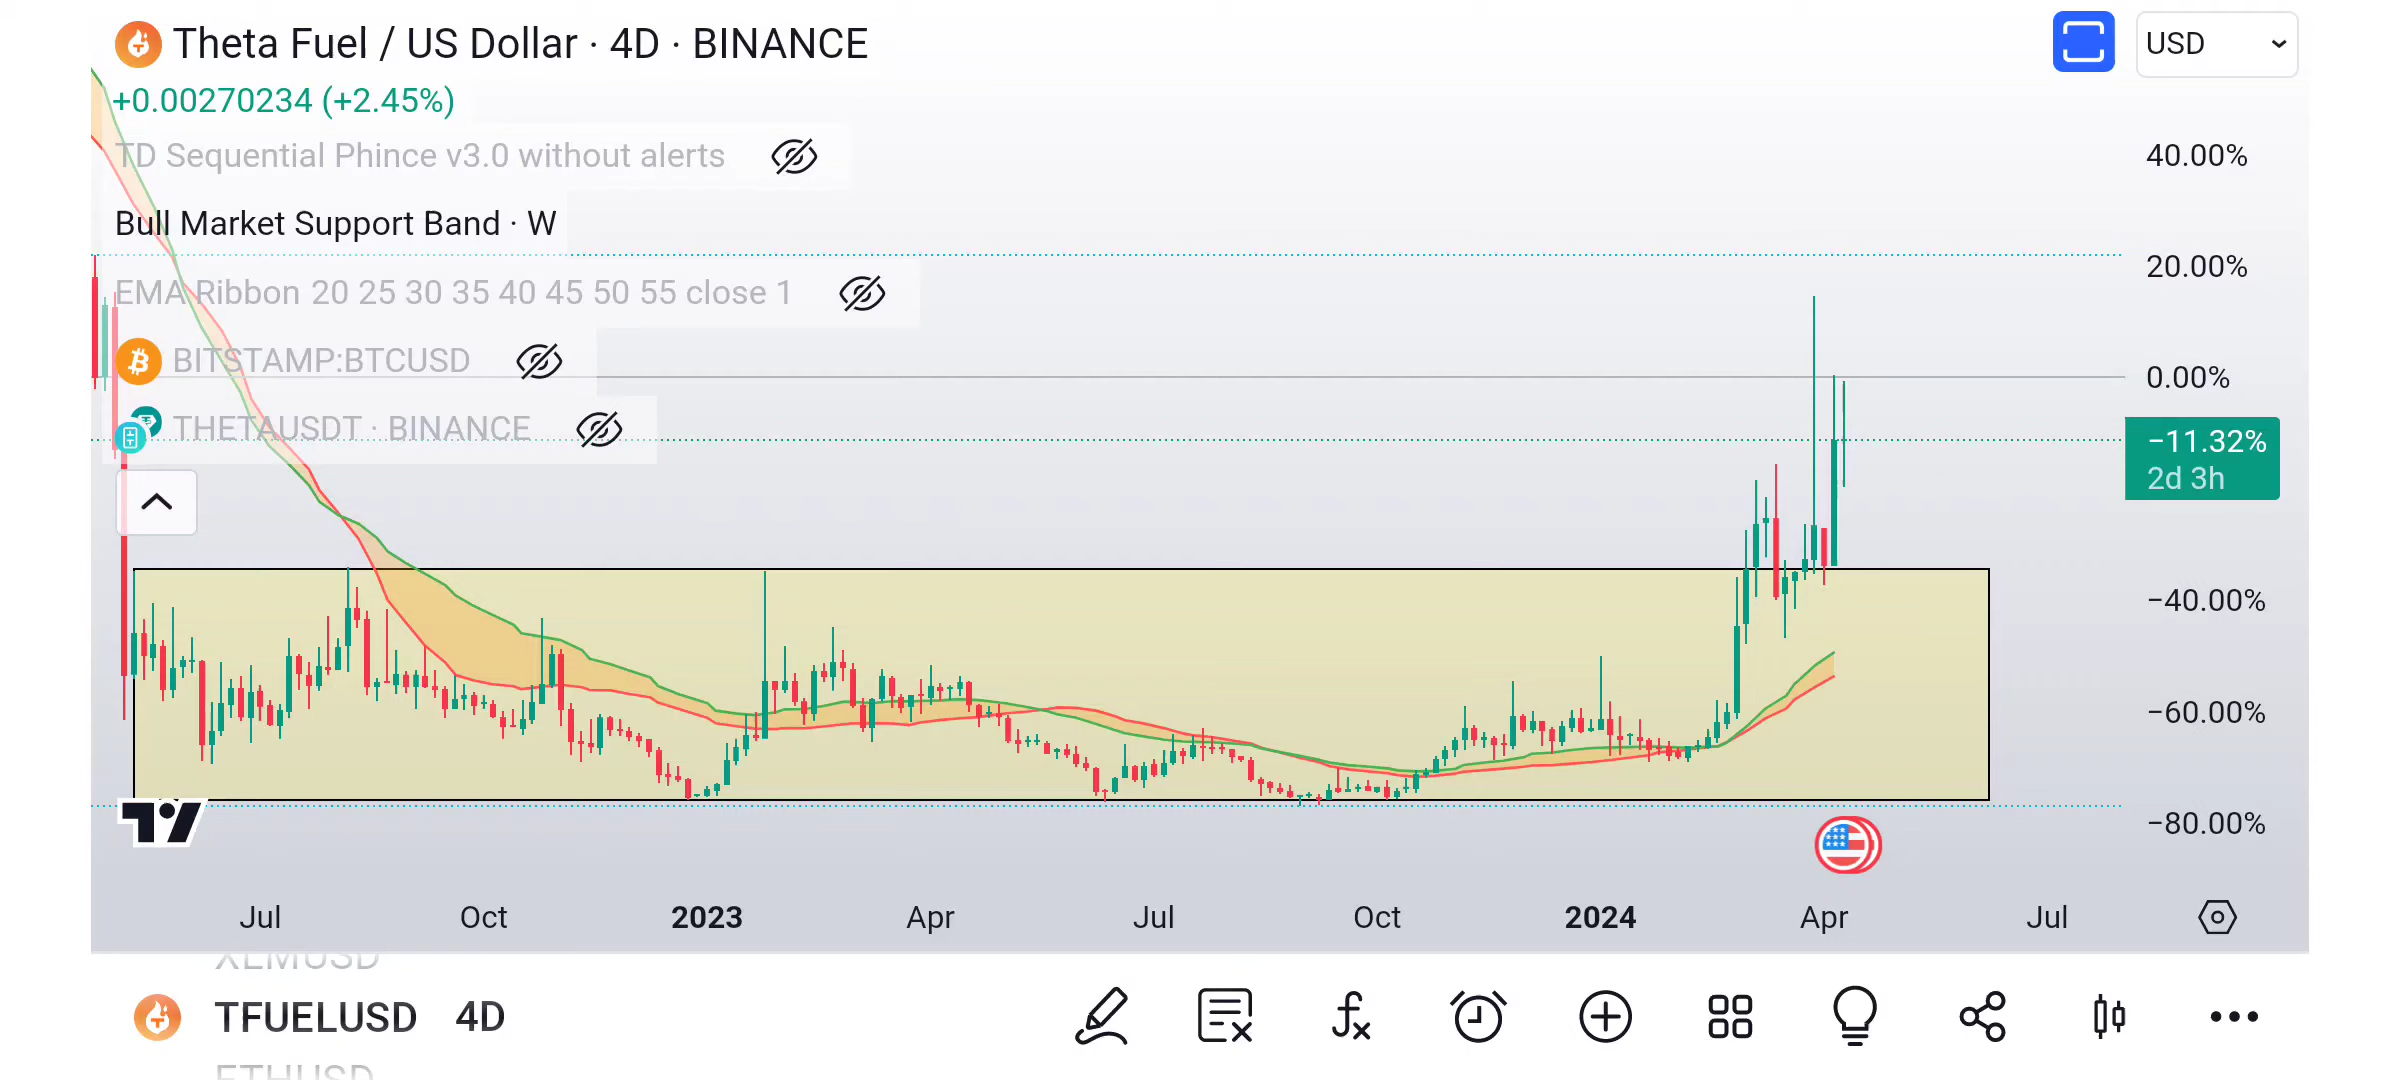 Theta Fuel / US Dollar · 4D · BINANCE
USD
+0.00270234 (+2.45%)
TD Sequential Phince v3.0 without alerts
Bull Market Support Band · W
EMA Ribbon 20 25 30 35 40 45 50 55 close 1
BITSTAMP:BTCUSD
THETAUSDT · BINANCE
40.00%
20.00%
0.00%
−11.32%
2d 3h
−40.00%
−60.00%
−80.00%
Jul Oct 2023 Apr Jul Oct 2024 Apr Jul
XLMUSD
TFUELUSD 4D
ETHUSD